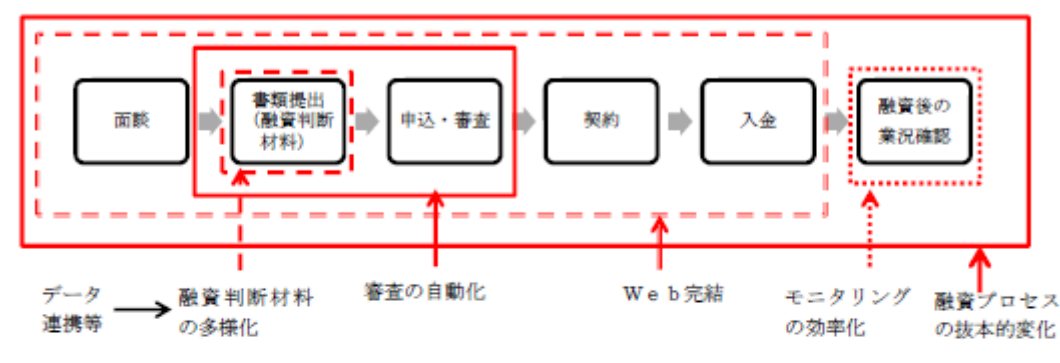 面談
書類提出
(融資判断
材料)
申込・審査
契約
入金
融資後の
業況確認
データ
連携等
融資判断材料
の多様化
審査の自動化
Ｗｅｂ完結
モニタリング
の効率化
融資プロセス
の抜本的変化